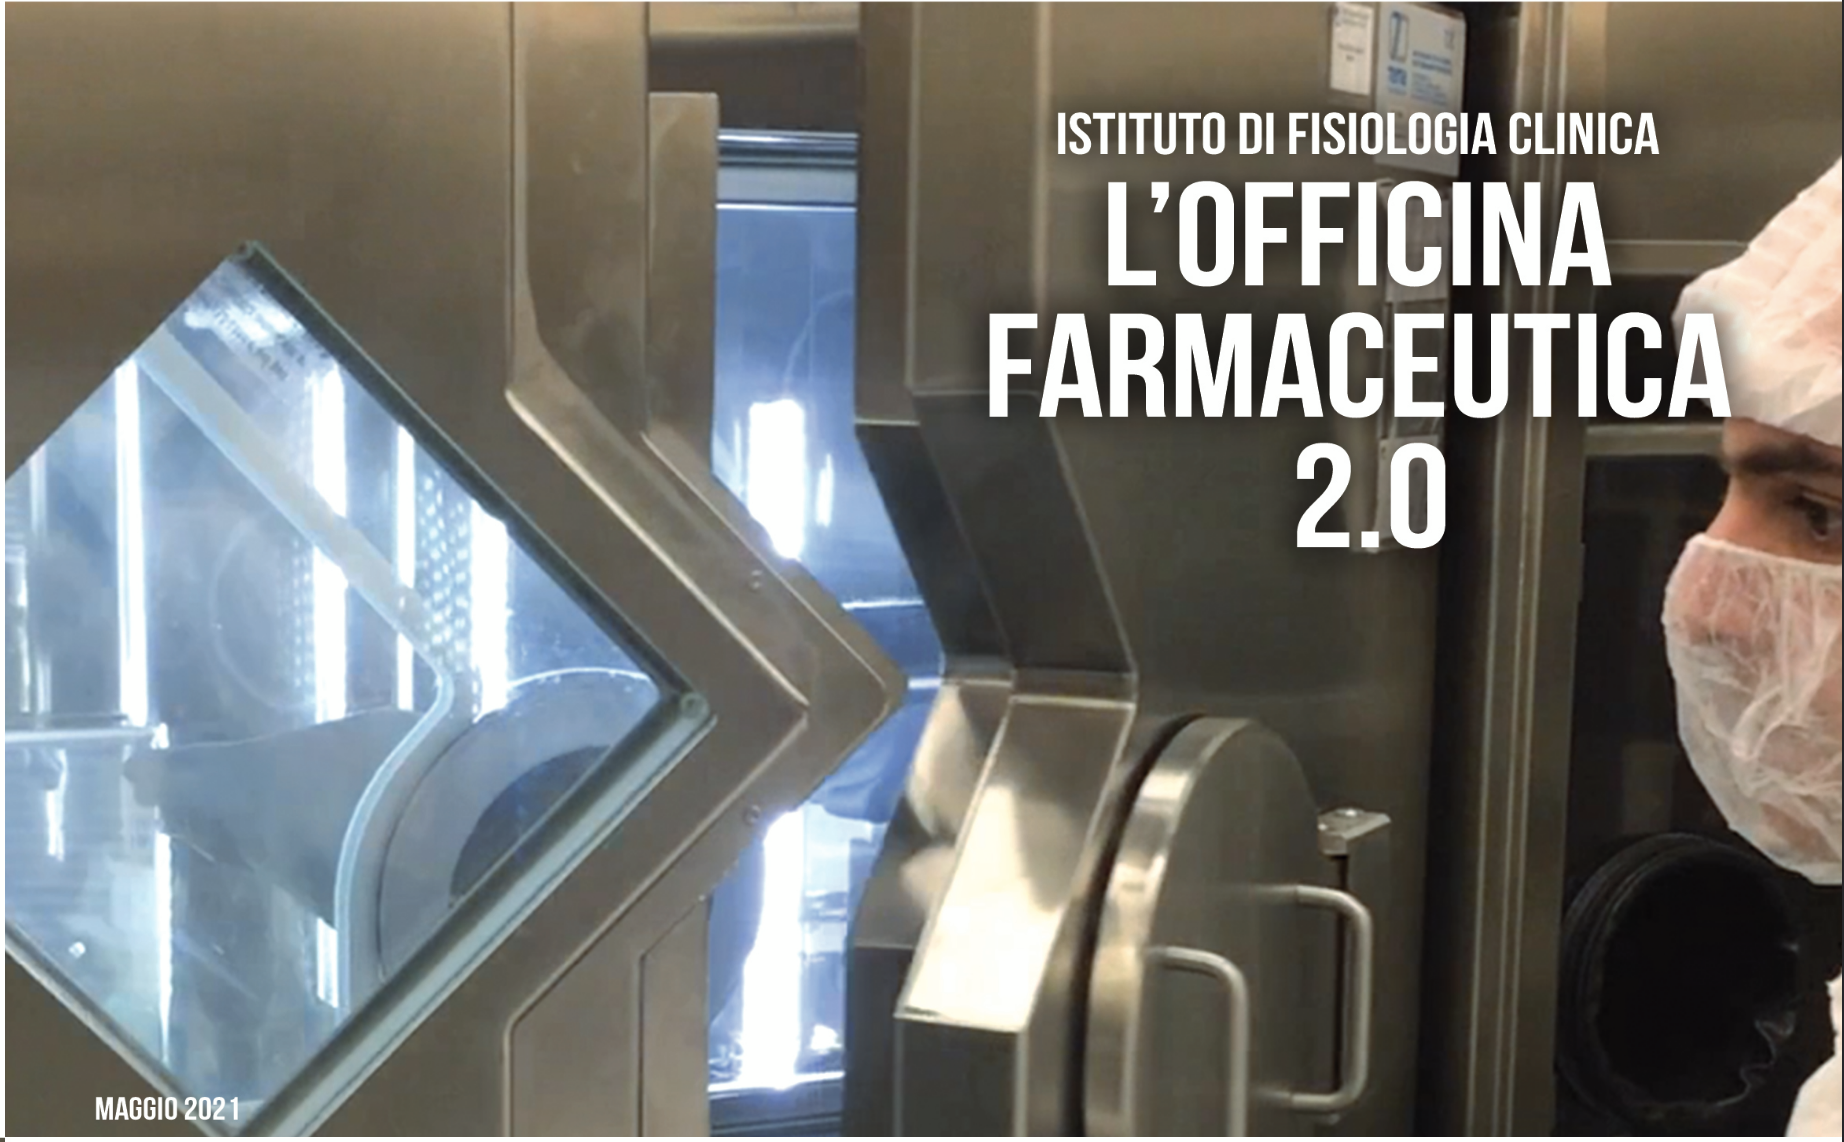 ISTITUTO DI FISIOLOGIA CLINICA
L'OFFICINA
FARMACEUTICA
2.0
MAGGIO 2021